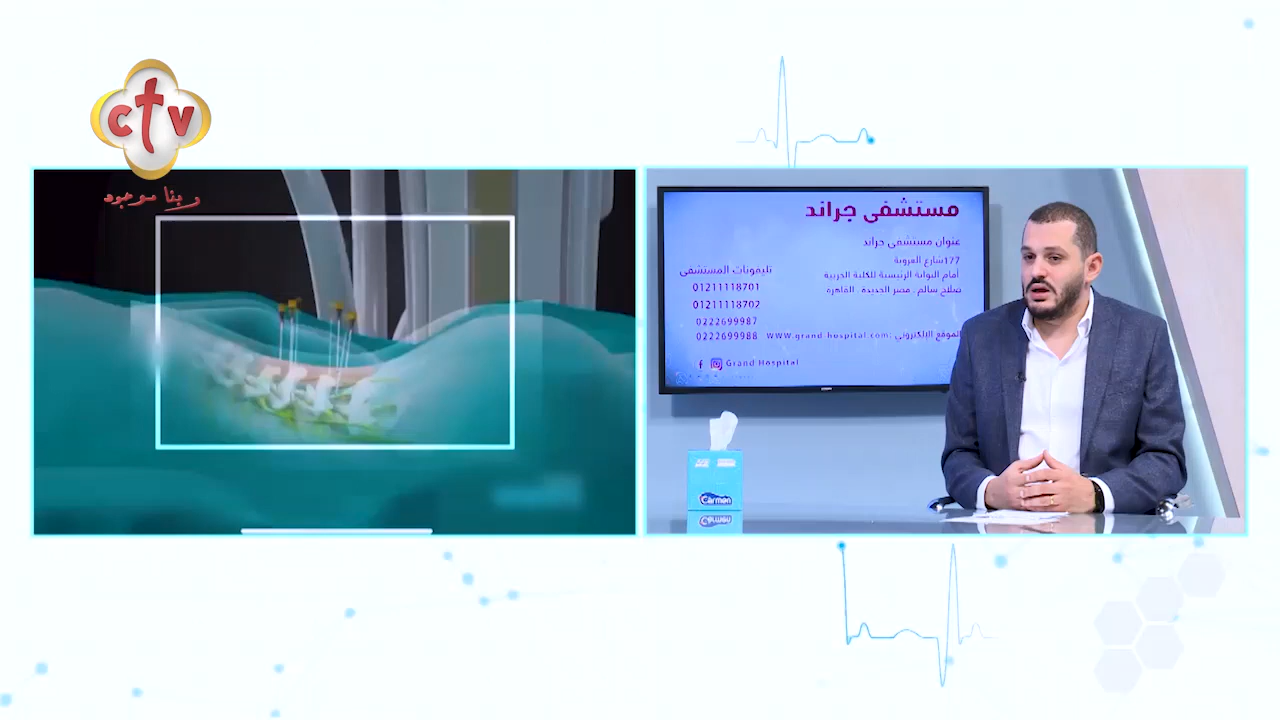 ctv
ربنا موجود
مستشفى جراند
عنوان مستشفى جراند
177شارع العروبة
أمام البوابة الرئيسية للكلية الحربية
صلاح سالم . مصر الجديدة . القاهرة
تليفونات المستشفى
01211118701
01211118702
0222699987
0222699988
الموقع الإلكتروني :www.grand-hospital.com
Grand Hospital
Carmen